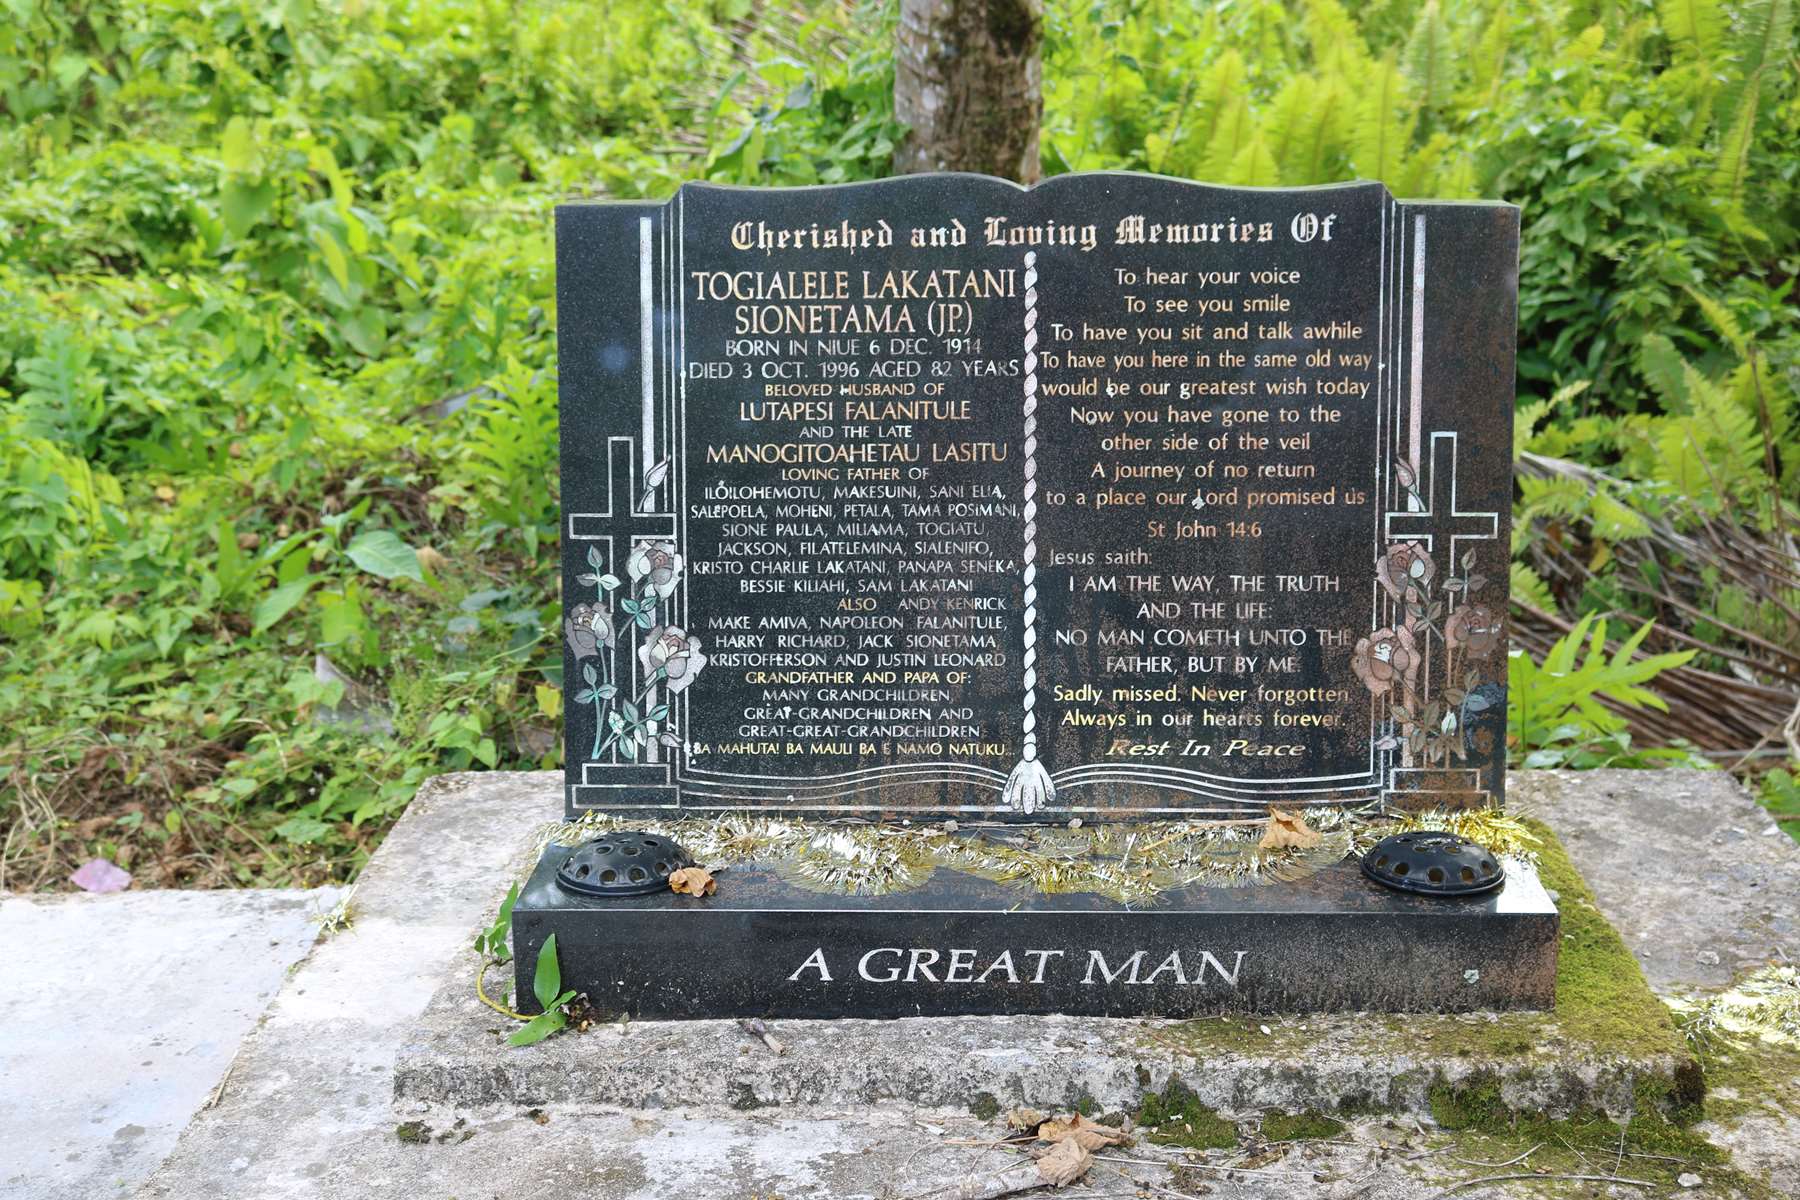 Cherished and Loving Memories Of
TOGIALELE LAKATANI
SIONETAMA (JP.)
BORN IN NIUE 6 DEC. 1914
DIED 3 OCT. 1996 AGED 82 YEARS
BELOVED HUSBAND OF
LUTAPESI FALANITULE
AND THE LATE
MANOGITOAHETAU LASITU
LOVING FATHER OF
ILOILOHEMOTU, MAKESUINI, SANI ELIA,
SALEPOELA, MOHENI, PETALA, TAMA POSIMANI,
SIONE PAULA, MILIAMA, TOGIATU
JACKSON, FILATELEMINA, SIALENIFO,
KRISTO CHARLIE LAKATANI, PANAPA SENEKA,
BESSIE KILIAHI, SAM LAKATANI
ALSO ANDY KENRICK
MAKE AMIVA, NAPOLEON FALANITULE,
HARRY RICHARD, JACK SIONETAMA,
KRISTOFFERSON AND JUSTIN LEONARD
GRANDFATHER AND PAPA OF:
MANY GRANDCHILDREN,
GREAT-GRANDCHILDREN AND
GREAT-GREAT-GRANDCHILDREN
BA MAHUTA! BA MAULI BA E NAMO NATUKU...
To hear your voice
To see you smile
To have you sit and talk awhile
To have you here in the same old way
would be our greatest wish today
Now you have gone to the
other side of the veil
A journey of no return
to a place our Lord promised us
St John 14:6
Jesus saith:
I AM THE WAY, THE TRUTH
AND THE LIFE:
NO MAN COMETH UNTO THE
FATHER, BUT BY ME.
Sadly missed. Never forgotten
Always in our hearts forever.
Rest In Peace
A GREAT MAN